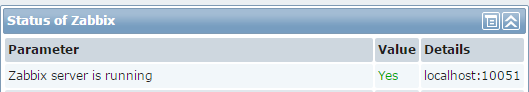 Status of Zabbix
Parameter Value Details
Zabbix server is running Yes localhost:10051